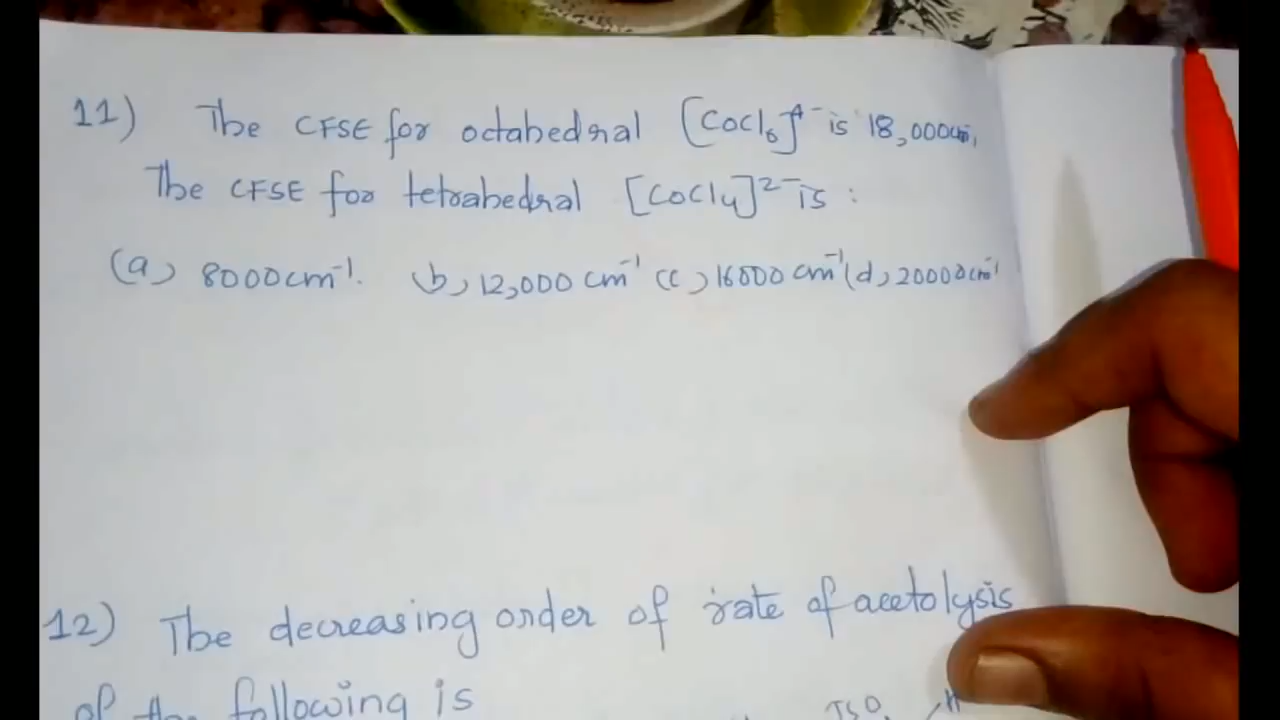 11) The CFSE for octahedral [CoCl6]4- is 18,000cm,
The CFSE for tetrahedral [CoCl4]2- is :
(a) 8000cm-1. (b) 12,000 cm-1 (c) 16000 cm-1 (d) 20000cm-1
12) The decreasing order of rate of acetolysis
of the following is
TSO
H